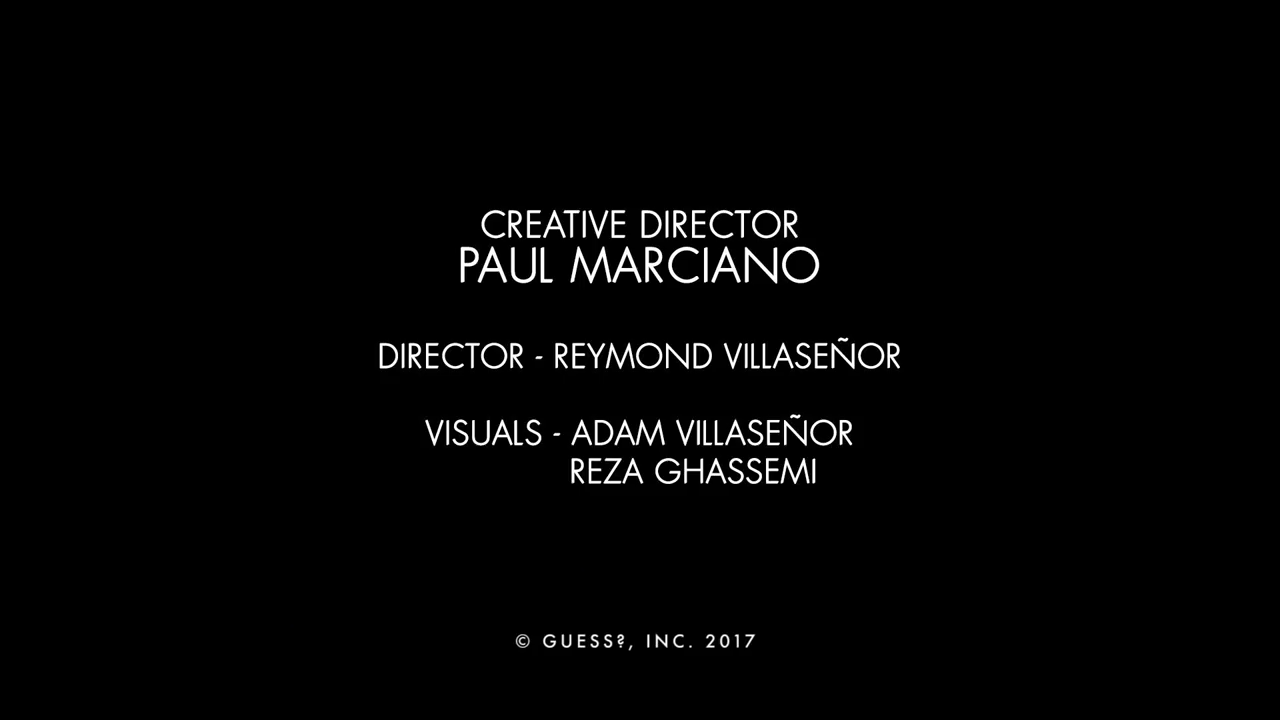 CREATIVE DIRECTOR
PAUL MARCIANO
DIRECTOR - REYMOND VILLASEÑOR
VISUALS - ADAM VILLASEÑOR
REZA GHASSEMI
© GUESS?, INC. 2017